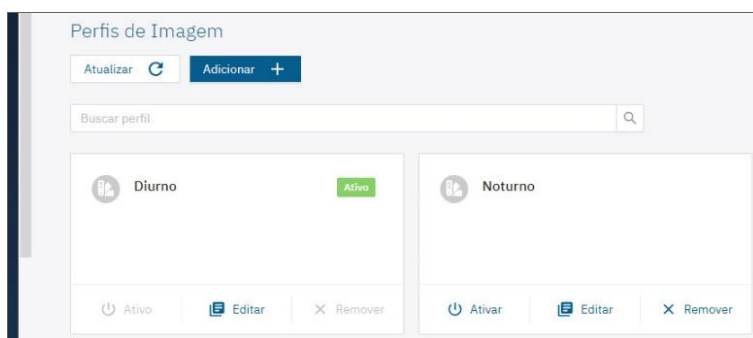 Perfis de Imagem
Atualizar Adicionar
Buscar perfil
Diurno Ativo
Noturno
Ativo Editar Remover
Ativar Editar Remover